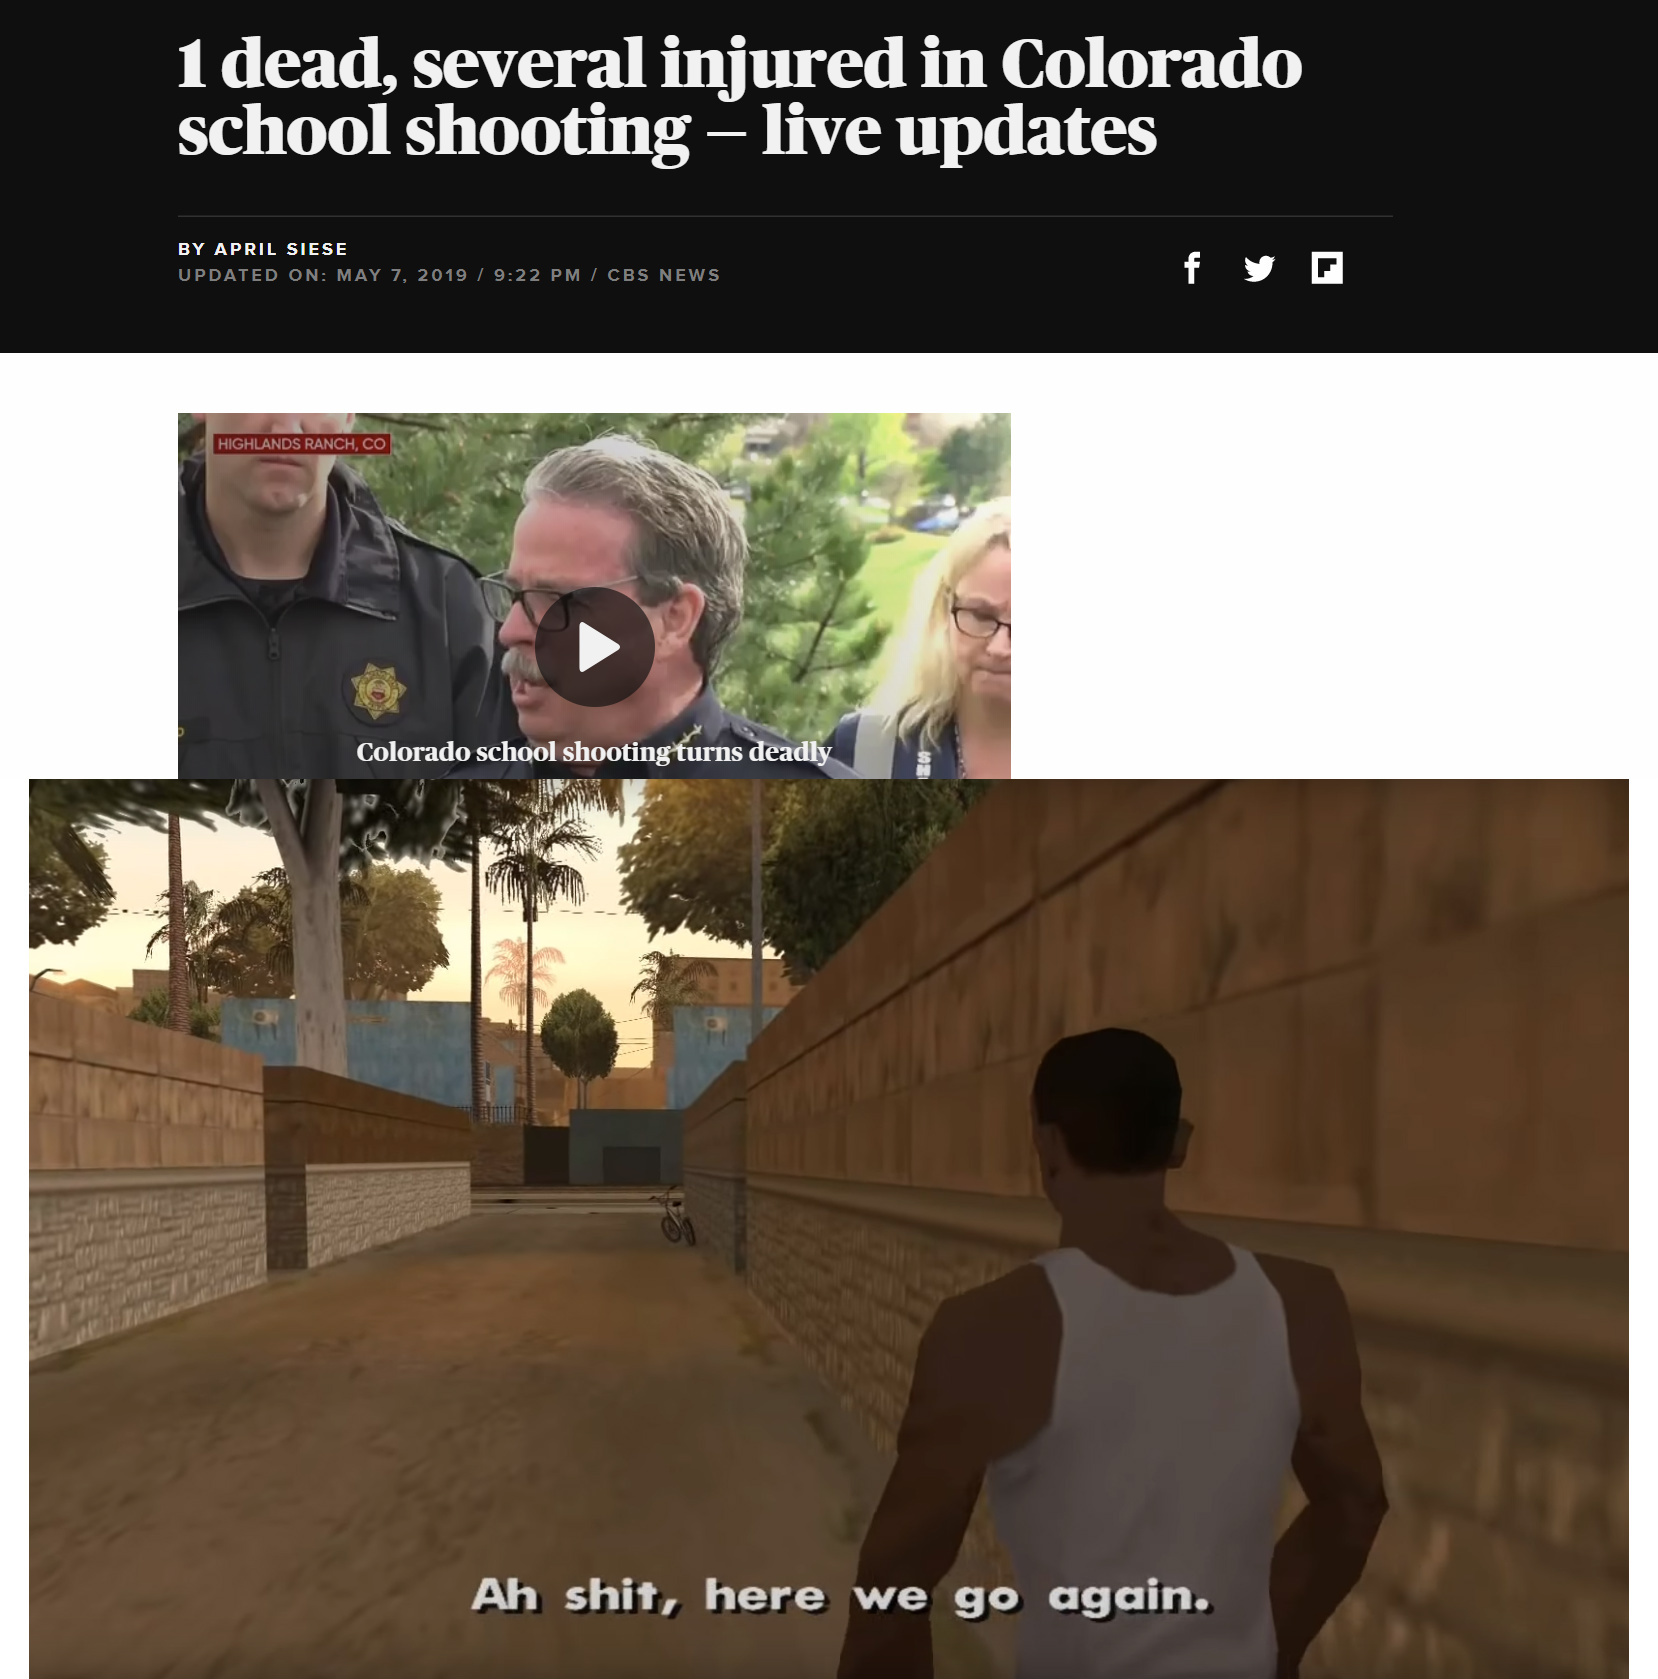 1 dead, several injured in Colorado
school shooting – live updates
BY APRIL SIESE
UPDATED ON: MAY 7, 2019 / 9:22 PM / CBS NEWS
HIGHLANDS RANCH, CO
Colorado school shooting turns deadly
Ah shit, here we go again.